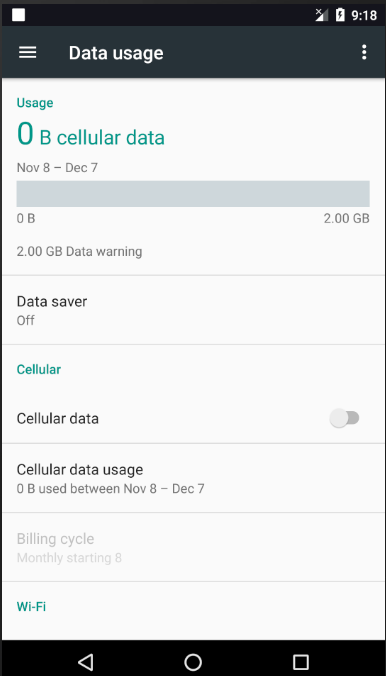 9:18
Data usage
Usage
0 B cellular data
Nov 8 – Dec 7
0 B 2.00 GB
2.00 GB Data warning
Data saver
Off
Cellular
Cellular data
Cellular data usage
0 B used between Nov 8 – Dec 7
Billing cycle
Monthly starting 8
Wi-Fi